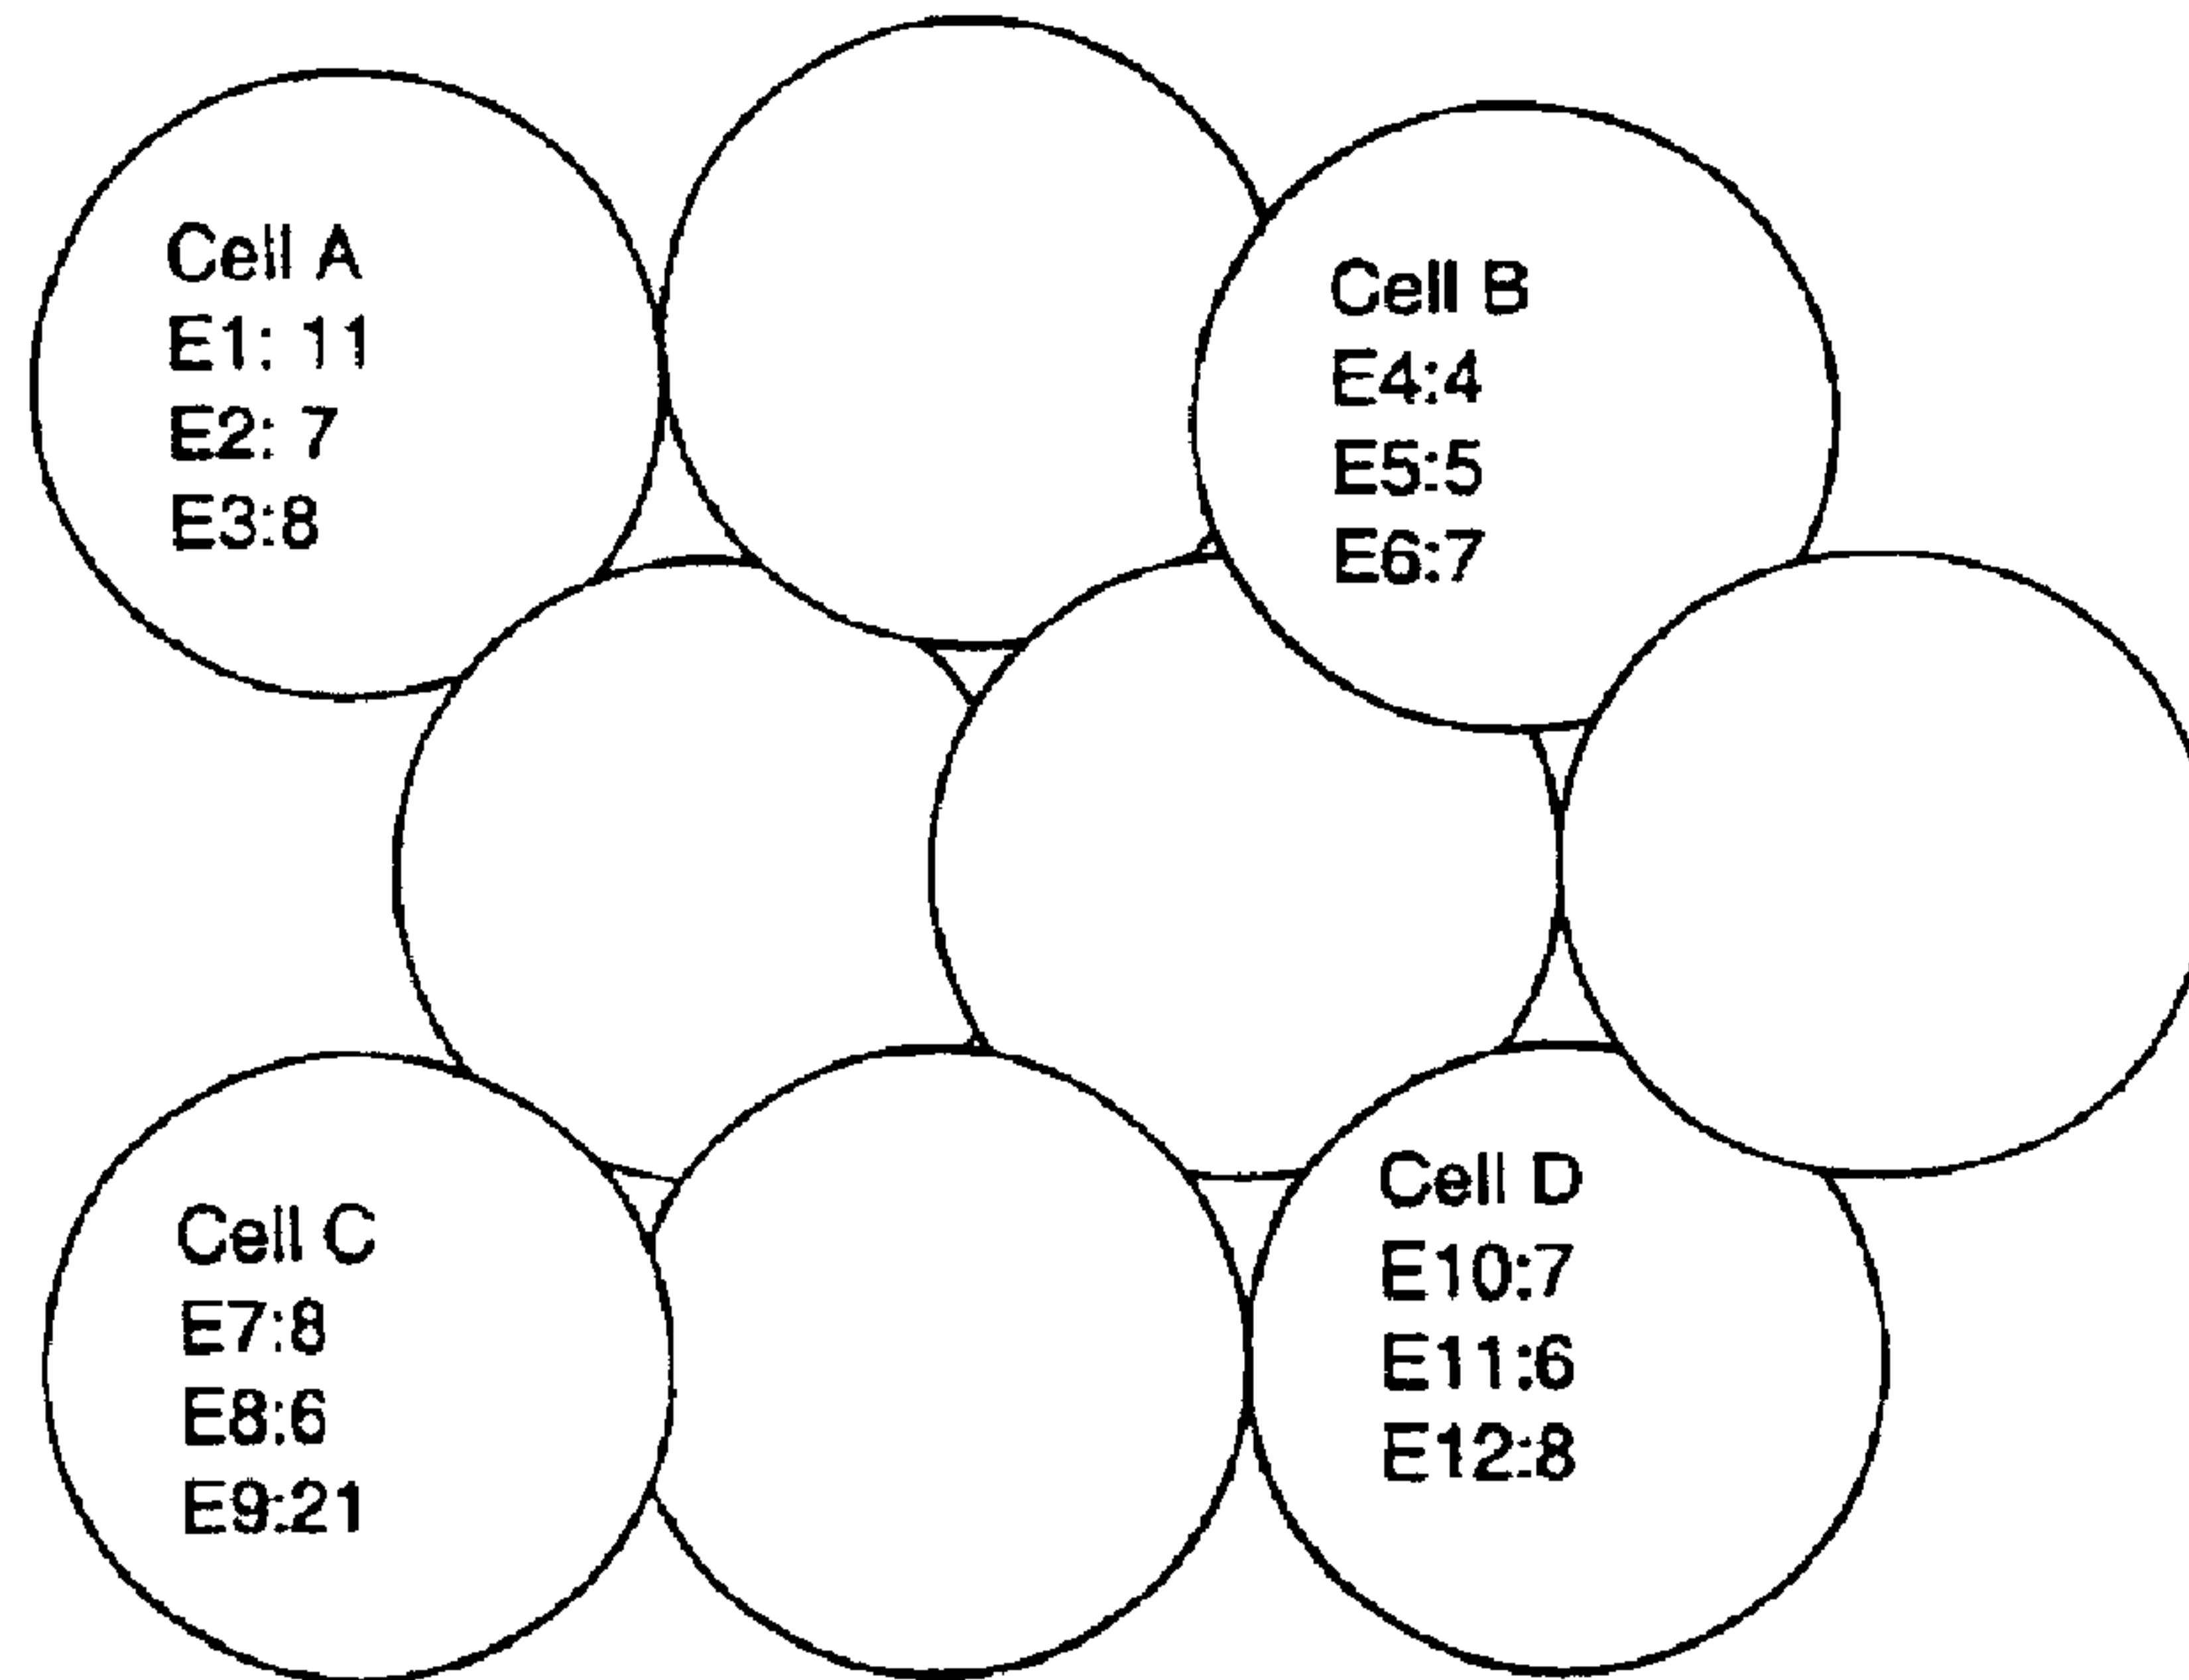 Cell A
E1: 11
E2: 7
E3:8
Cell B
E4:4
E5:5
E6:7
Cell C
E7:8
E8:6
E9:21
Cell D
E10:7
E11:6
E12:8